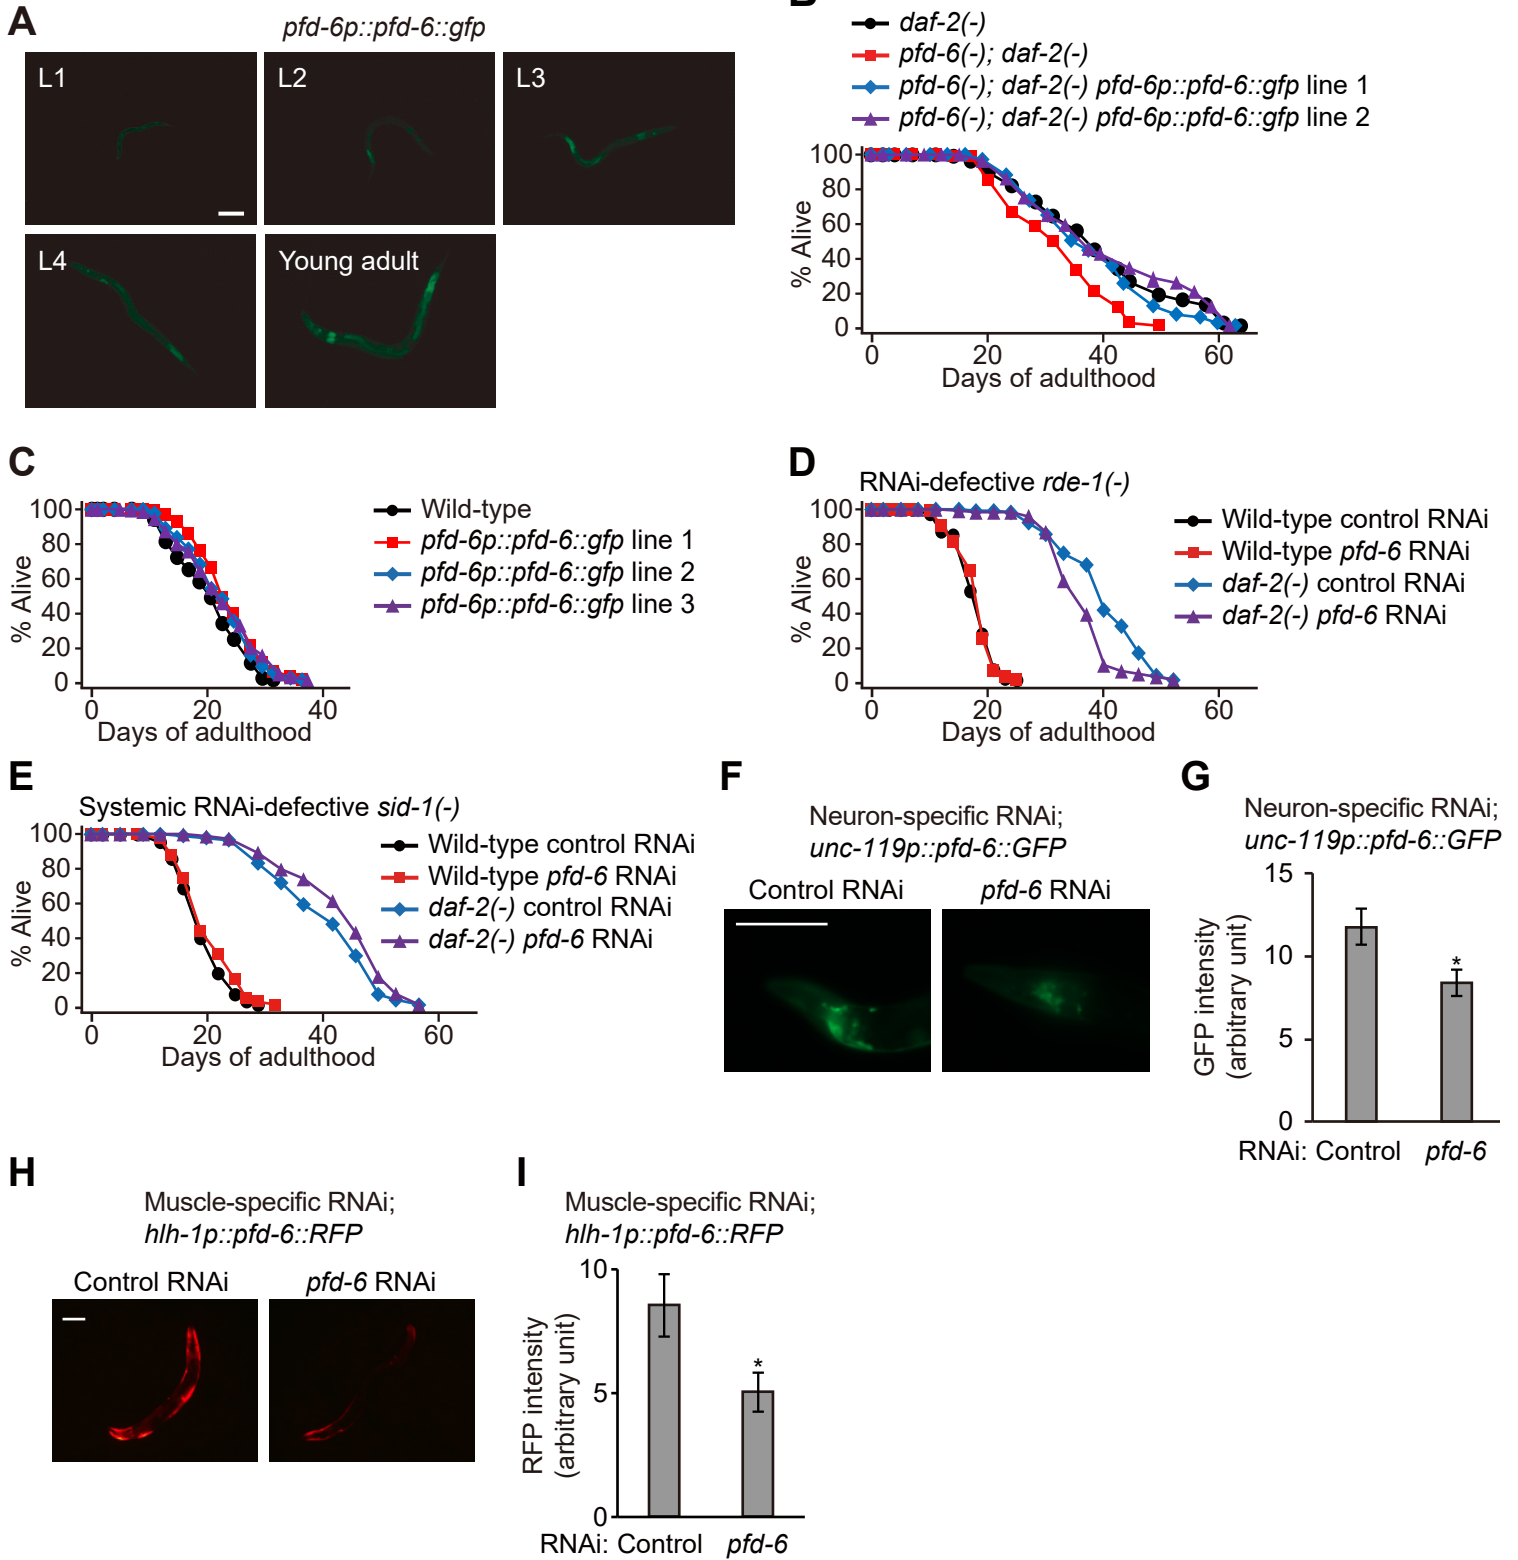 A
pfd-6p::pfd-6::gfp
L1
L2
L3
L4
Young adult
B
daf-2(-)
pfd-6(-); daf-2(-)
pfd-6(-); daf-2(-) pfd-6p::pfd-6::gfp line 1
pfd-6(-); daf-2(-) pfd-6p::pfd-6::gfp line 2
% Alive
100
80
60
40
20
0
0 20 40 60
Days of adulthood
C
Wild-type
pfd-6p::pfd-6::gfp line 1
pfd-6p::pfd-6::gfp line 2
pfd-6p::pfd-6::gfp line 3
% Alive
100
80
60
40
20
0
0 20 40
Days of adulthood
D
RNAi-defective rde-1(-)
Wild-type control RNAi
Wild-type pfd-6 RNAi
daf-2(-) control RNAi
daf-2(-) pfd-6 RNAi
% Alive
100
80
60
40
20
0
0 20 40 60
Days of adulthood
E
Systemic RNAi-defective sid-1(-)
Wild-type control RNAi
Wild-type pfd-6 RNAi
daf-2(-) control RNAi
daf-2(-) pfd-6 RNAi
% Alive
100
80
60
40
20
0
0 20 40 60
Days of adulthood
F
Neuron-specific RNAi;
unc-119p::pfd-6::GFP
Control RNAi
pfd-6 RNAi
G
Neuron-specific RNAi;
unc-119p::pfd-6::GFP
GFP intensity
(arbitrary unit)
15
10
5
0
*
RNAi: Control pfd-6
H
Muscle-specific RNAi;
hlh-1p::pfd-6::RFP
Control RNAi
pfd-6 RNAi
I
Muscle-specific RNAi;
hlh-1p::pfd-6::RFP
RFP intensity
(arbitrary unit)
10
5
0
*
RNAi: Control pfd-6